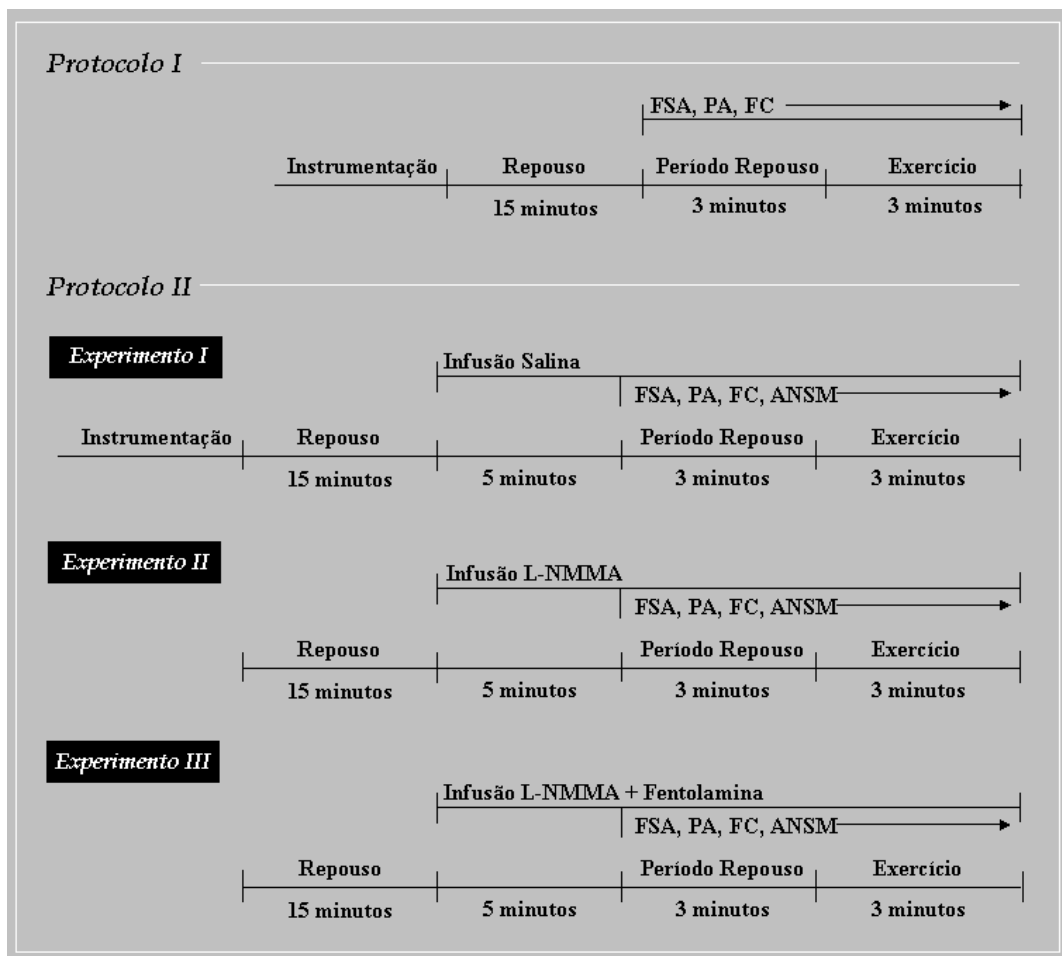 Protocolo I
FSA, PA, FC
Instrumentação Repouso Período Repouso Exercício
15 minutos 3 minutos 3 minutos
Protocolo II
Experimento I
Infusão Salina
FSA, PA, FC, ANSM
Instrumentação Repouso Período Repouso Exercício
15 minutos 5 minutos 3 minutos 3 minutos
Experimento II
Infusão L-NMMA
FSA, PA, FC, ANSM
Repouso Período Repouso Exercício
15 minutos 5 minutos 3 minutos 3 minutos
Experimento III
Infusão L-NMMA + Fentolamina
FSA, PA, FC, ANSM
Repouso Período Repouso Exercício
15 minutos 5 minutos 3 minutos 3 minutos